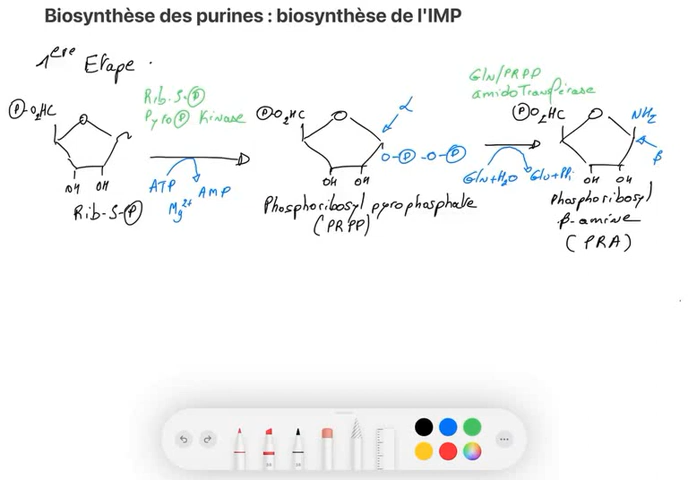 Biosynthèse des purines : biosynthèse de l'IMP
1ère Etape .
Rib-5-P
Pyro P Kinase
Gln/PRPP
amidoTransférase
P-O₂HC
O
OH OH
Rib-5-P
ATP
Mg²⁺
AMP
P O₂HC
O
α
O-P-O-P
OH OH
Phosphoribosyl pyrophosphate
(PRPP)
Gln+H₂O
Glu+PPi
P O₂HC
O
NH₂
β
OH OH
Phosphoribosyl
β-amine
(PRA)